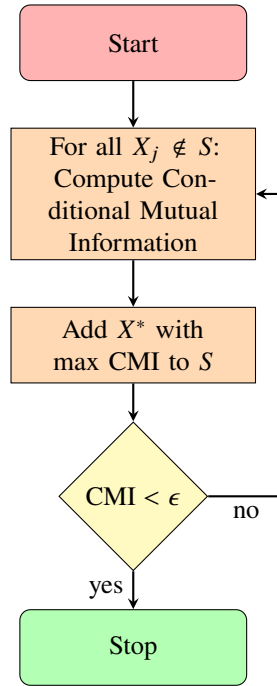 Start
For all X_j ∉ S:
Compute Con-
ditional Mutual
Information
Add X* with
max CMI to S
CMI < ϵ
no
yes
Stop